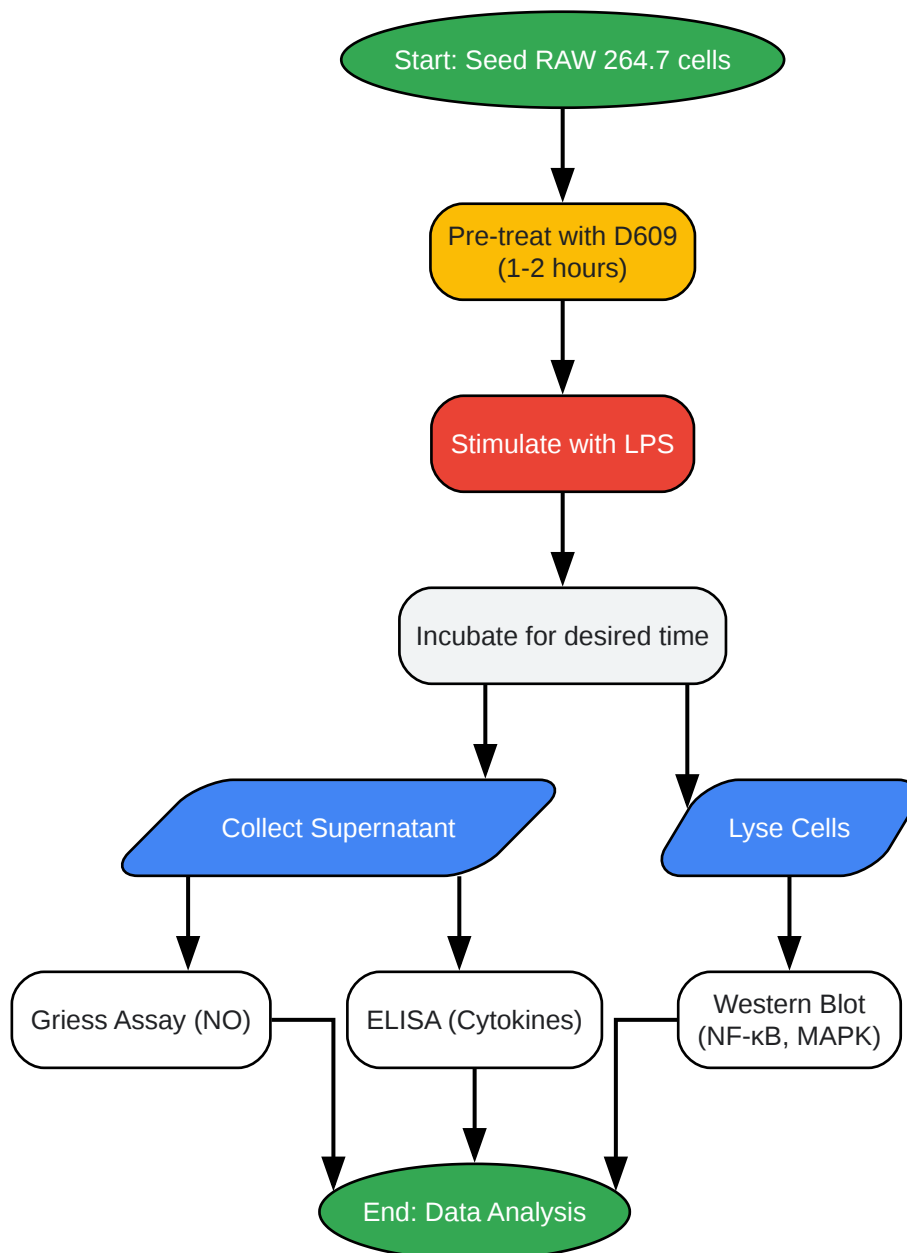 Start: Seed RAW 264.7 cells
Pre-treat with D609
(1-2 hours)
Stimulate with LPS
Incubate for desired time
Collect Supernatant
Lyse Cells
Griess Assay (NO)
ELISA (Cytokines)
Western Blot
(NF-κB, MAPK)
End: Data Analysis